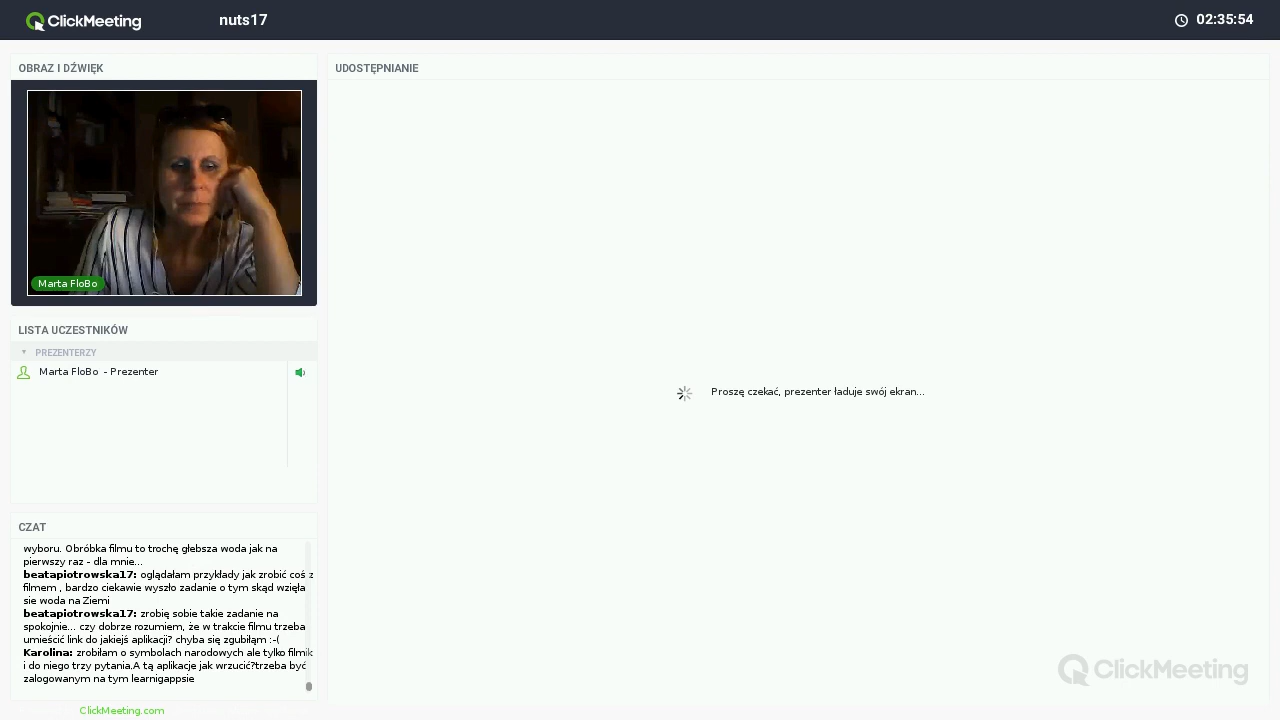 ClickMeeting
nuts17
02:35:54
OBRAZ I DŹWIĘK
UDOSTĘPNIANIE
Marta FloBo
LISTA UCZESTNIKÓW
PREZENTERZY
Marta FloBo - Prezenter
Proszę czekać, prezenter ładuje swój ekran...
CZAT
wyboru. Obróbka filmu to trochę głebsza woda jak na
pierwszy raz - dla mnie...
beatapiotrowska17: oglądałam przykłady jak zrobić coś z
filmem , bardzo ciekawie wyszło zadanie o tym skąd wzięła
sie woda na Ziemi
beatapiotrowska17: zrobię sobie takie zadanie na
spokojnie... czy dobrze rozumiem, że w trakcie filmu trzeba
umieścić link do jakiejś aplikacji? chyba się zgubiłąm :-(
Karolina: zrobiłam o symbolach narodowych ale tylko filmik
i do niego trzy pytania.A tą aplikacje jak wrzucić?trzeba być
zalogowanym na tym learnigappsie
ClickMeeting
ClickMeeting.com